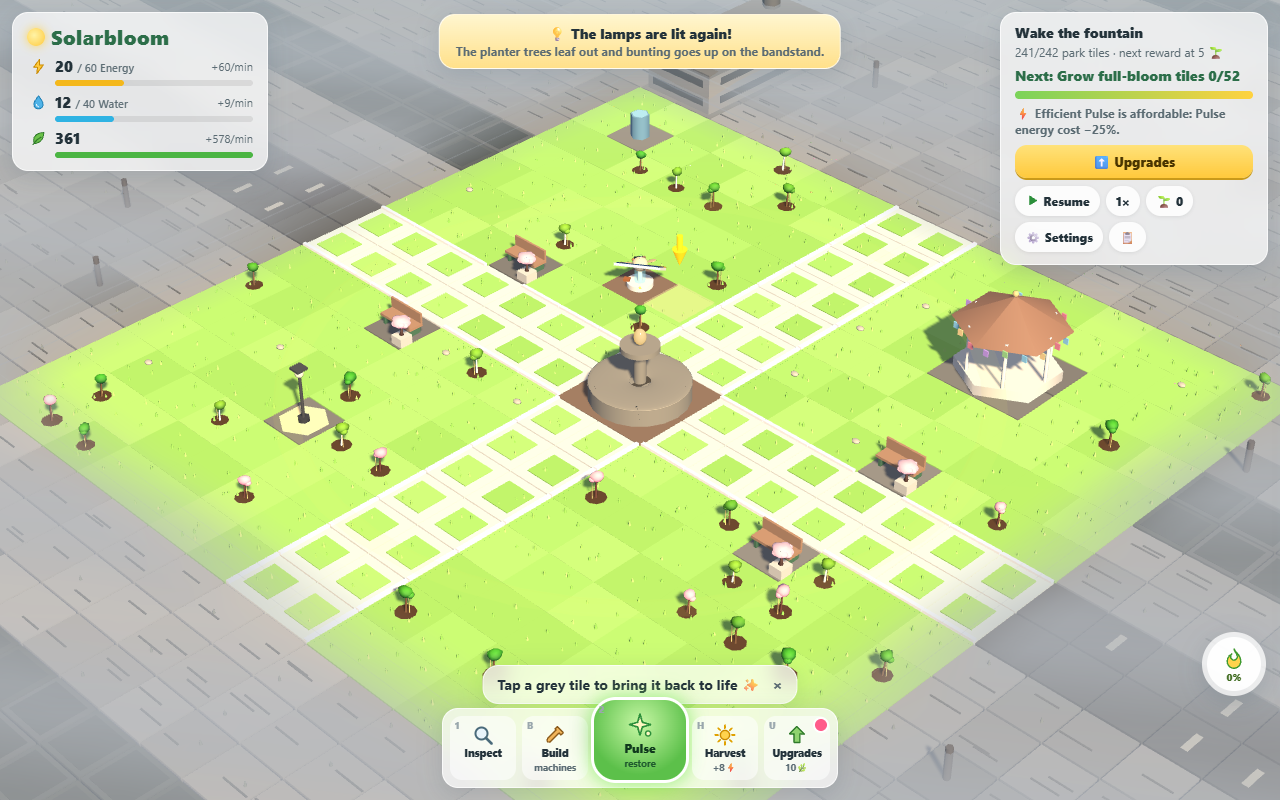 Solarbloom
20 / 60 Energy +60/min
12 / 40 Water +9/min
361 +578/min
The lamps are lit again!
The planter trees leaf out and bunting goes up on the bandstand.
Wake the fountain
241/242 park tiles · next reward at 5
Next: Grow full-bloom tiles 0/52
Efficient Pulse is affordable: Pulse
energy cost −25%.
Upgrades
Resume 1× 0
Settings
0%
Tap a grey tile to bring it back to life ✨ ×
1 Inspect
B Build
machines
Pulse
restore
H Harvest
+8
U Upgrades
10